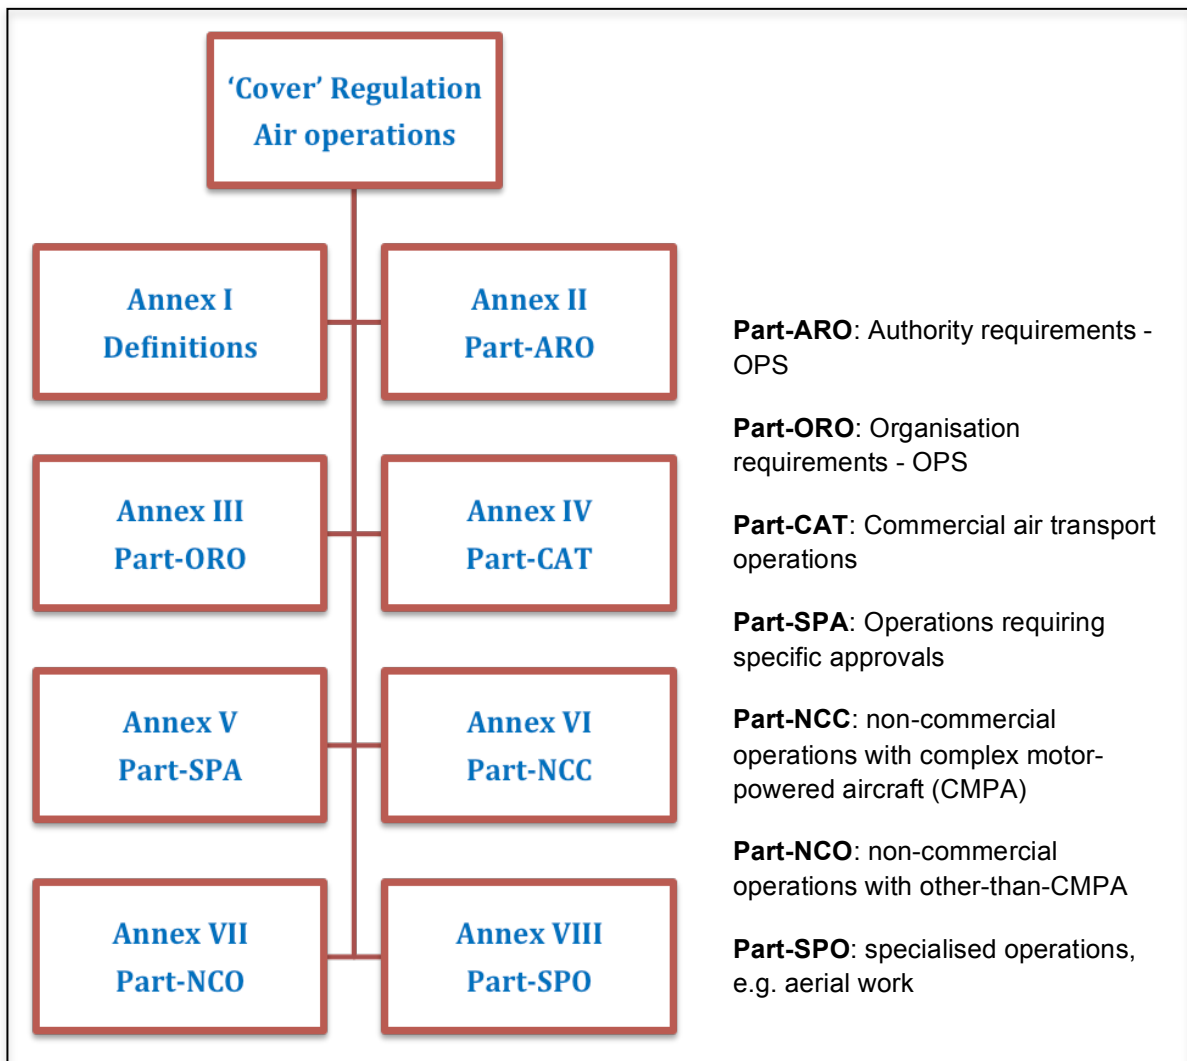 ‘Cover’ Regulation
Air operations
Annex I
Definitions
Annex II
Part-ARO
Annex III
Part-ORO
Annex IV
Part-CAT
Annex V
Part-SPA
Annex VI
Part-NCC
Annex VII
Part-NCO
Annex VIII
Part-SPO
Part-ARO: Authority requirements -
OPS
Part-ORO: Organisation
requirements - OPS
Part-CAT: Commercial air transport
operations
Part-SPA: Operations requiring
specific approvals
Part-NCC: non-commercial
operations with complex motor-
powered aircraft (CMPA)
Part-NCO: non-commercial
operations with other-than-CMPA
Part-SPO: specialised operations,
e.g. aerial work